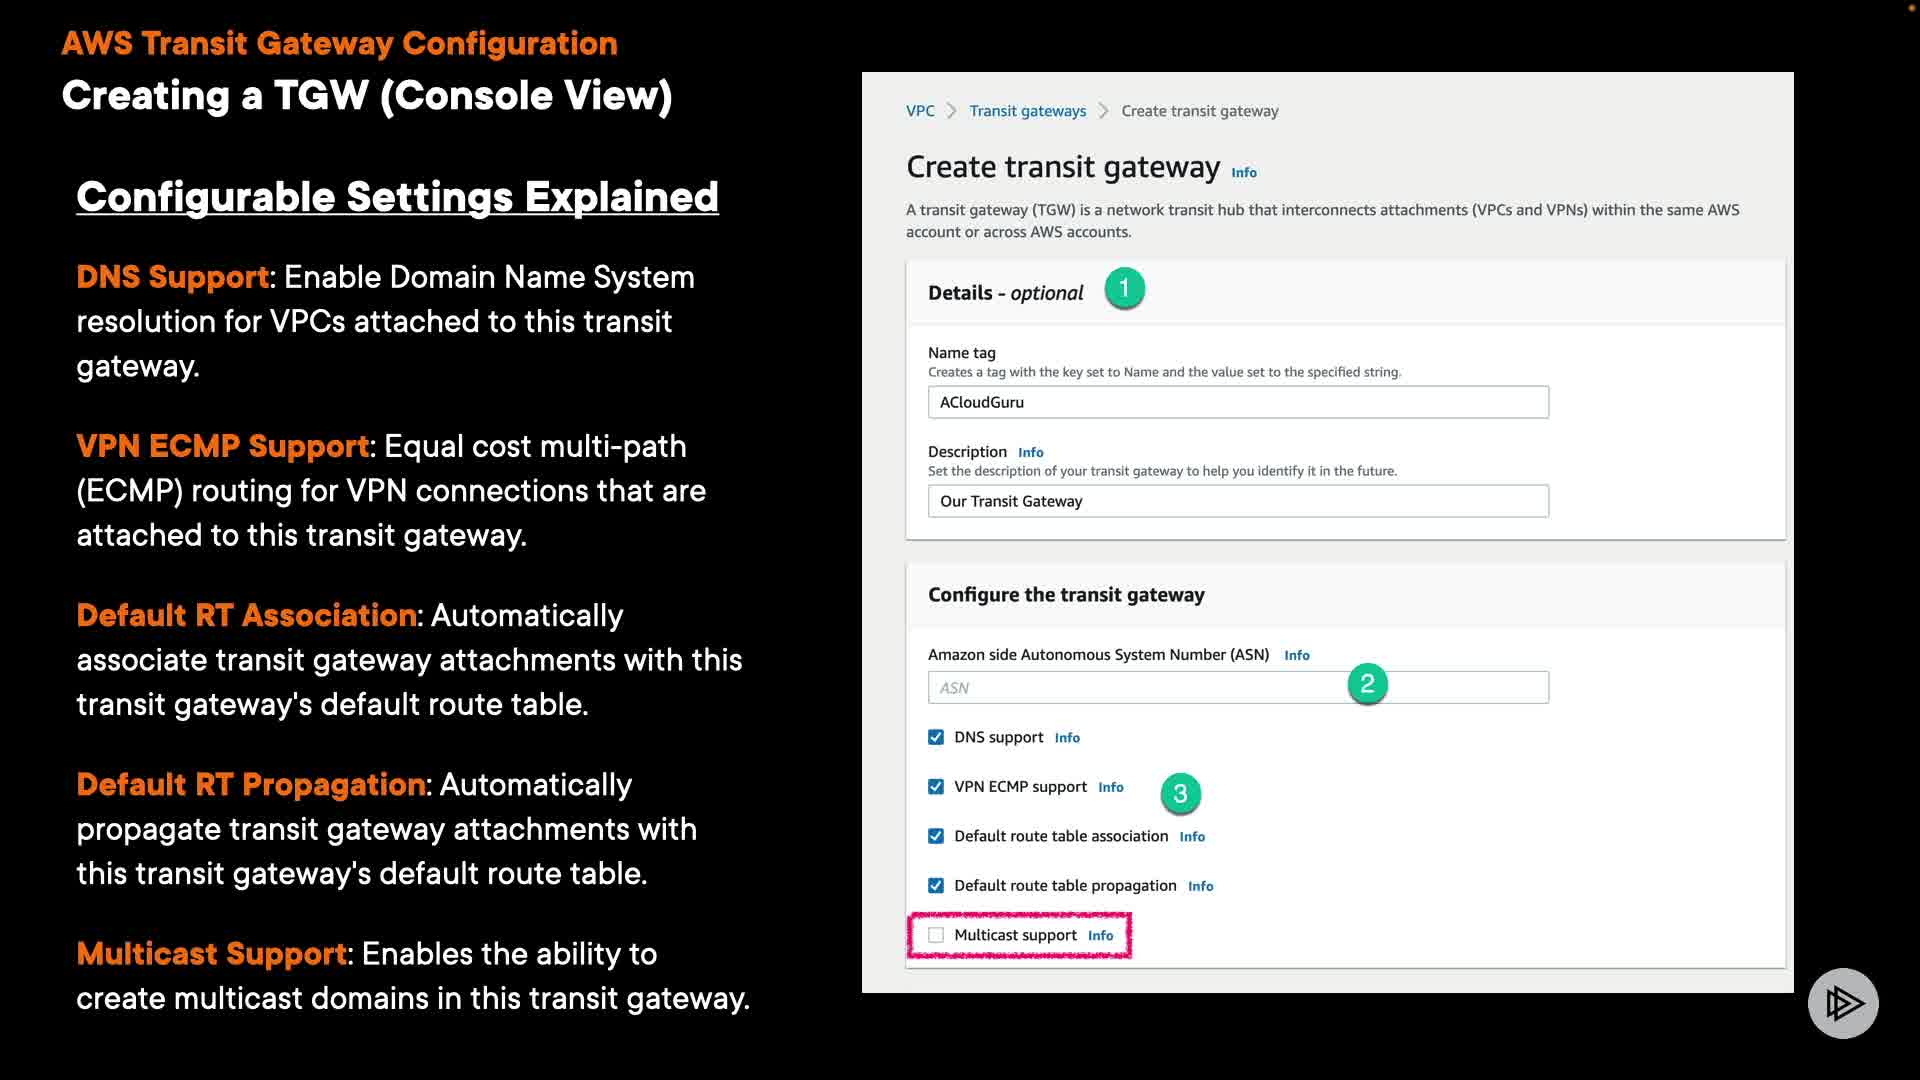 AWS Transit Gateway Configuration
Creating a TGW (Console View)
Configurable Settings Explained
DNS Support: Enable Domain Name System
resolution for VPCs attached to this transit
gateway.
VPN ECMP Support: Equal cost multi-path
(ECMP) routing for VPN connections that are
attached to this transit gateway.
Default RT Association: Automatically
associate transit gateway attachments with this
transit gateway's default route table.
Default RT Propagation: Automatically
propagate transit gateway attachments with
this transit gateway's default route table.
Multicast Support: Enables the ability to
create multicast domains in this transit gateway.
VPC > Transit gateways > Create transit gateway
Create transit gateway Info
A transit gateway (TGW) is a network transit hub that interconnects attachments (VPCs and VPNs) within the same AWS
account or across AWS accounts.
Details - optional 1
Name tag
Creates a tag with the key set to Name and the value set to the specified string.
ACloudGuru
Description Info
Set the description of your transit gateway to help you identify it in the future.
Our Transit Gateway
Configure the transit gateway
Amazon side Autonomous System Number (ASN) Info
ASN 2
DNS support Info
VPN ECMP support Info 3
Default route table association Info
Default route table propagation Info
Multicast support Info